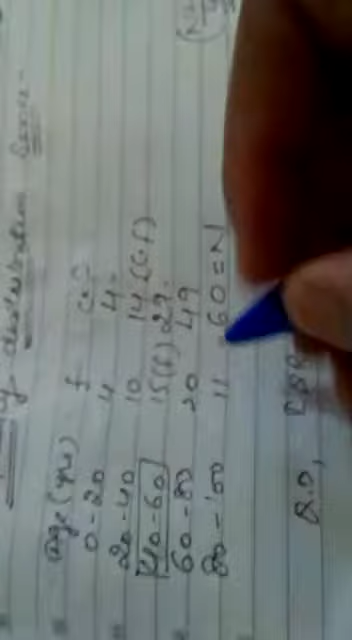 of distribution Series-
Age (yrs) f C.f
0-20 4 4
20-40 10 14 (C.f)
40-60 15(f) 29
60-80 20 49
80-100 11 60=N